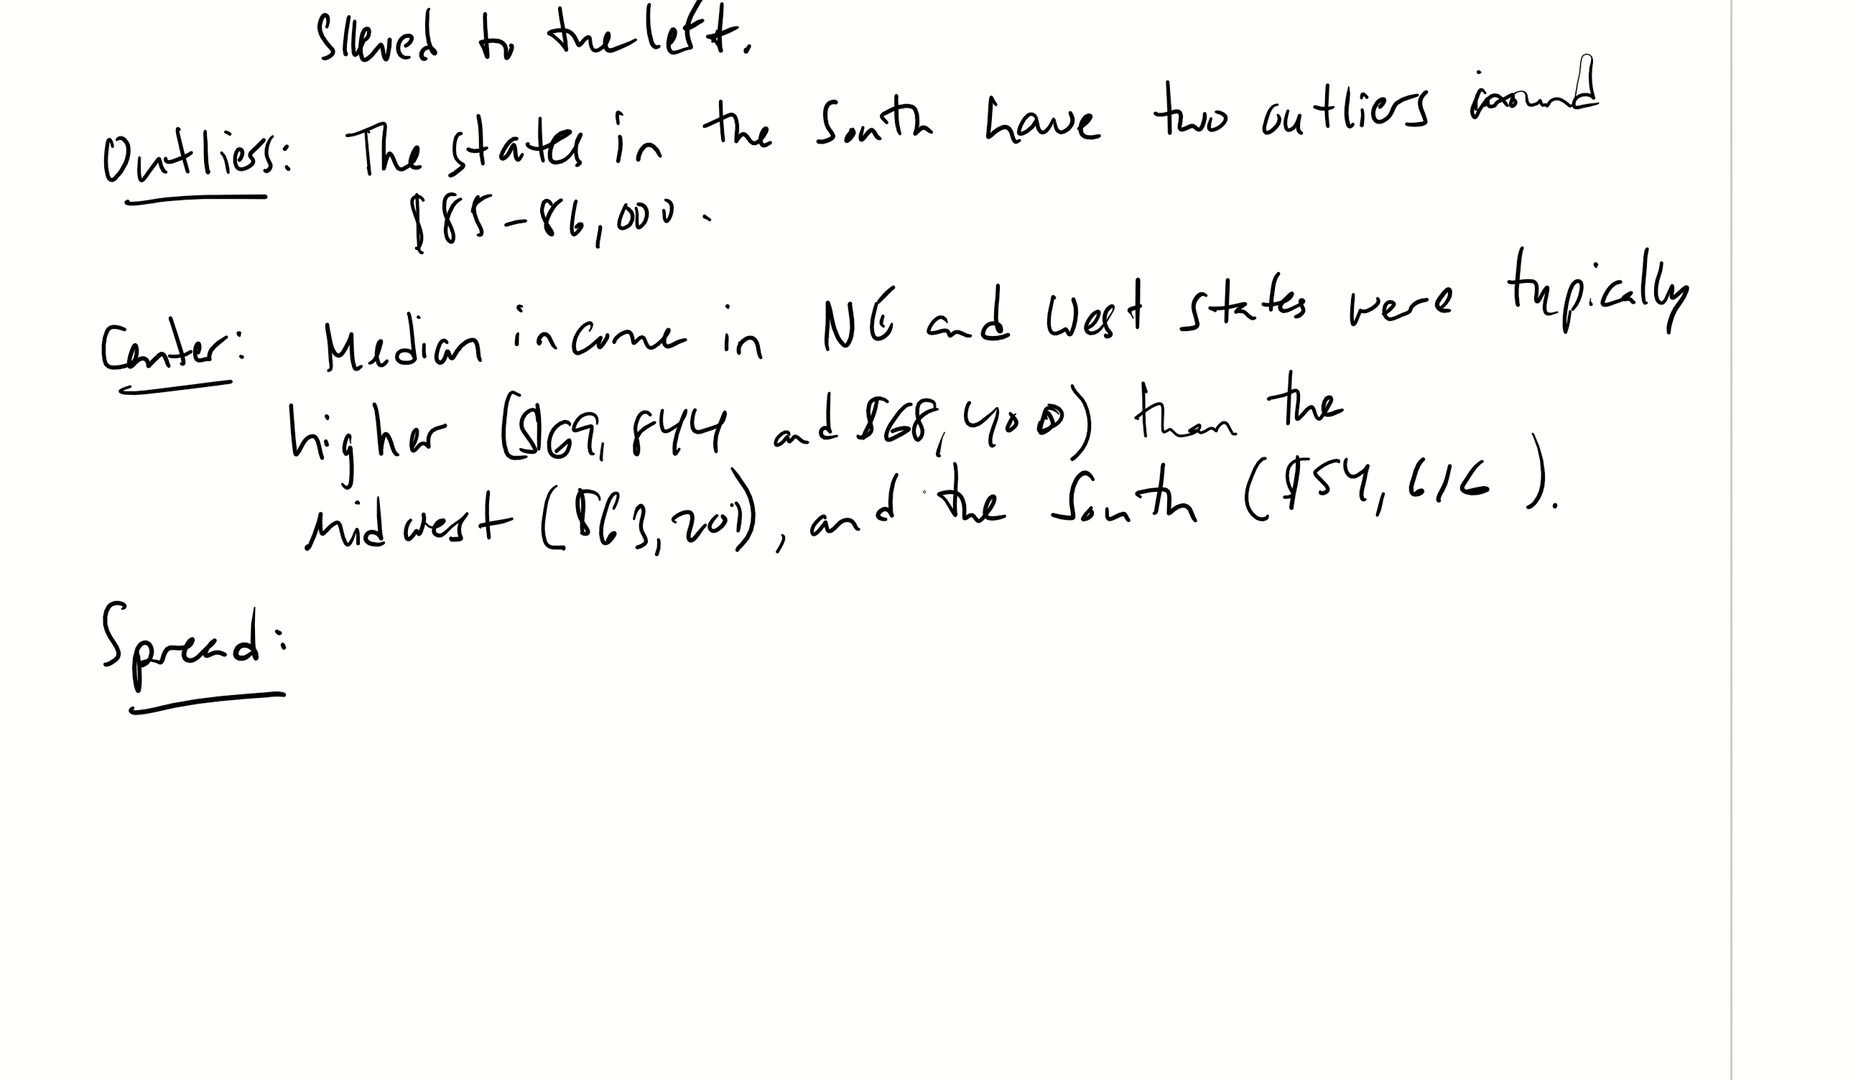 skewed to the left.
Outliers: The states in the South have two outliers around
$85-86,000.
Center: Median income in NE and West states were typically
higher ($69,844 and $68,400) than the
midwest ($63,201), and the South ($54,616).
Spread: